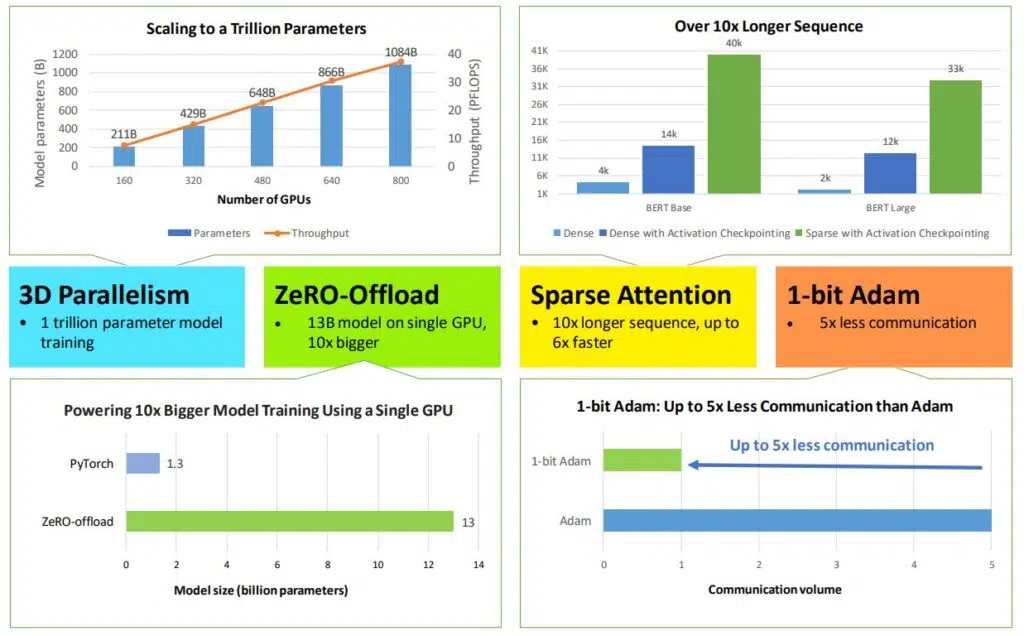 Scaling to a Trillion Parameters
1200
1000
800
600
400
200
0
Model parameters (B)
211B
429B
648B
866B
1084B
40
30
20
10
0
Throughput (PFLOPS)
160 320 480 640 800
Number of GPUs
Parameters Throughput
Over 10x Longer Sequence
41K
36K
31K
26K
21K
16K
11K
6K
1K
4k
14k
40k
2k
12k
33k
BERT Base BERT Large
Dense Dense with Activation Checkpointing Sparse with Activation Checkpointing
3D Parallelism
• 1 trillion parameter model
training
ZeRO-Offload
• 13B model on single GPU,
10x bigger
Sparse Attention
• 10x longer sequence, up to
6x faster
1-bit Adam
• 5x less communication
Powering 10x Bigger Model Training Using a Single GPU
PyTorch 1.3
ZeRO-offload 13
0 2 4 6 8 10 12 14
Model size (billion parameters)
1-bit Adam: Up to 5x Less Communication than Adam
Up to 5x less communication
1-bit Adam
Adam
0 1 2 3 4 5
Communication volume